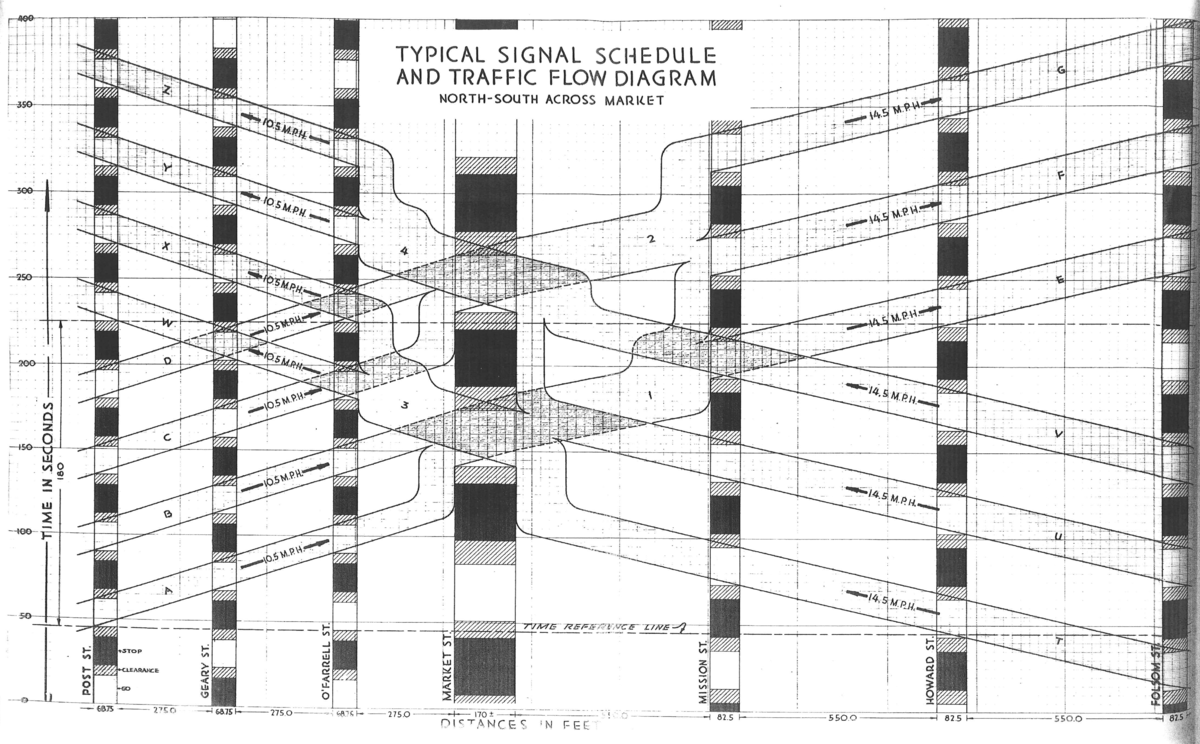 TYPICAL SIGNAL SCHEDULE
AND TRAFFIC FLOW DIAGRAM
NORTH-SOUTH ACROSS MARKET
400
350
300
250
200
150
100
50
0
TIME IN SECONDS
180
Z
Y
X
W
D
C
B
A
4
3
2
1
G
F
E
V
U
T
10.5 M.P.H.
10.5 M.P.H.
10.5 M.P.H.
10.5 M.P.H.
10.5 M.P.H.
10.5 M.P.H.
10.5 M.P.H.
10.5 M.P.H.
14.5 M.P.H.
14.5 M.P.H.
14.5 M.P.H.
14.5 M.P.H.
14.5 M.P.H.
14.5 M.P.H.
TIME REFERENCE LINE
POST ST.
STOP
CLEARANCE
GO
GEARY ST.
O'FARRELL ST.
MARKET ST.
MISSION ST.
HOWARD ST.
FOLSOM ST.
68.75
275.0
68.75
275.0
68.75
275.0
170 ±
82.5
550.0
82.5
550.0
82.5
DISTANCES IN FEET